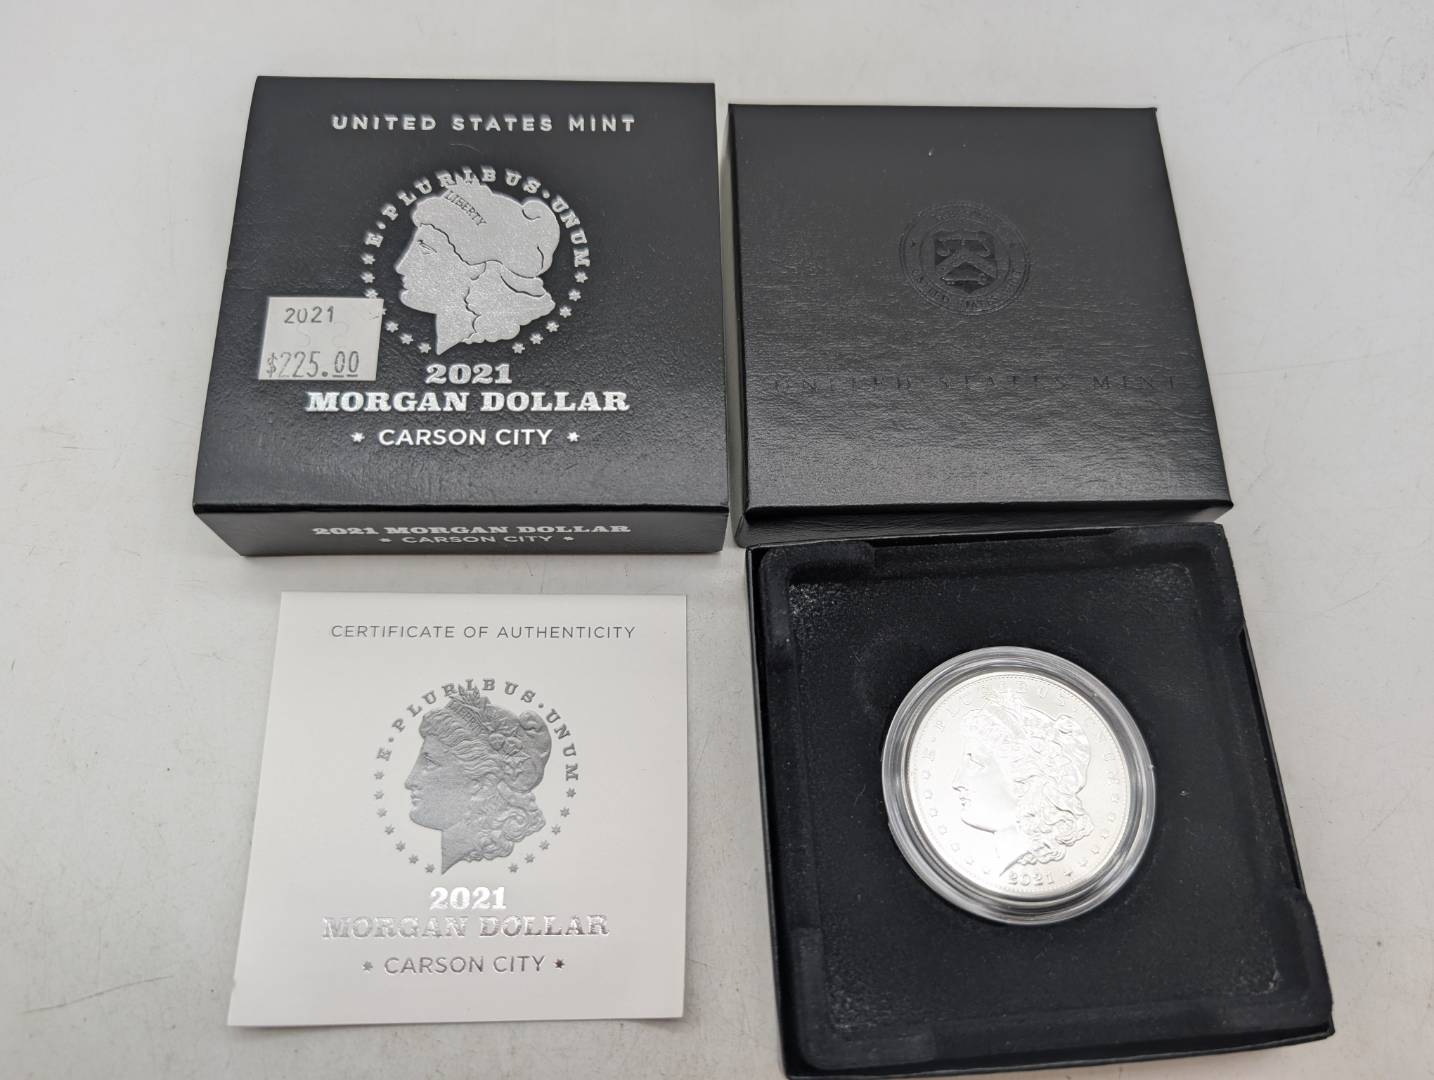 UNITED STATES MINT
E·PLURIBUS·UNUM
LIBERTY
2021
$225.00
2021
MORGAN DOLLAR
* CARSON CITY *
2021 MORGAN DOLLAR
* CARSON CITY *
UNITED STATES MINT
CERTIFICATE OF AUTHENTICITY
E·PLURIBUS·UNUM
2021
MORGAN DOLLAR
* CARSON CITY *
E·PLURIBUS·UNUM
2021